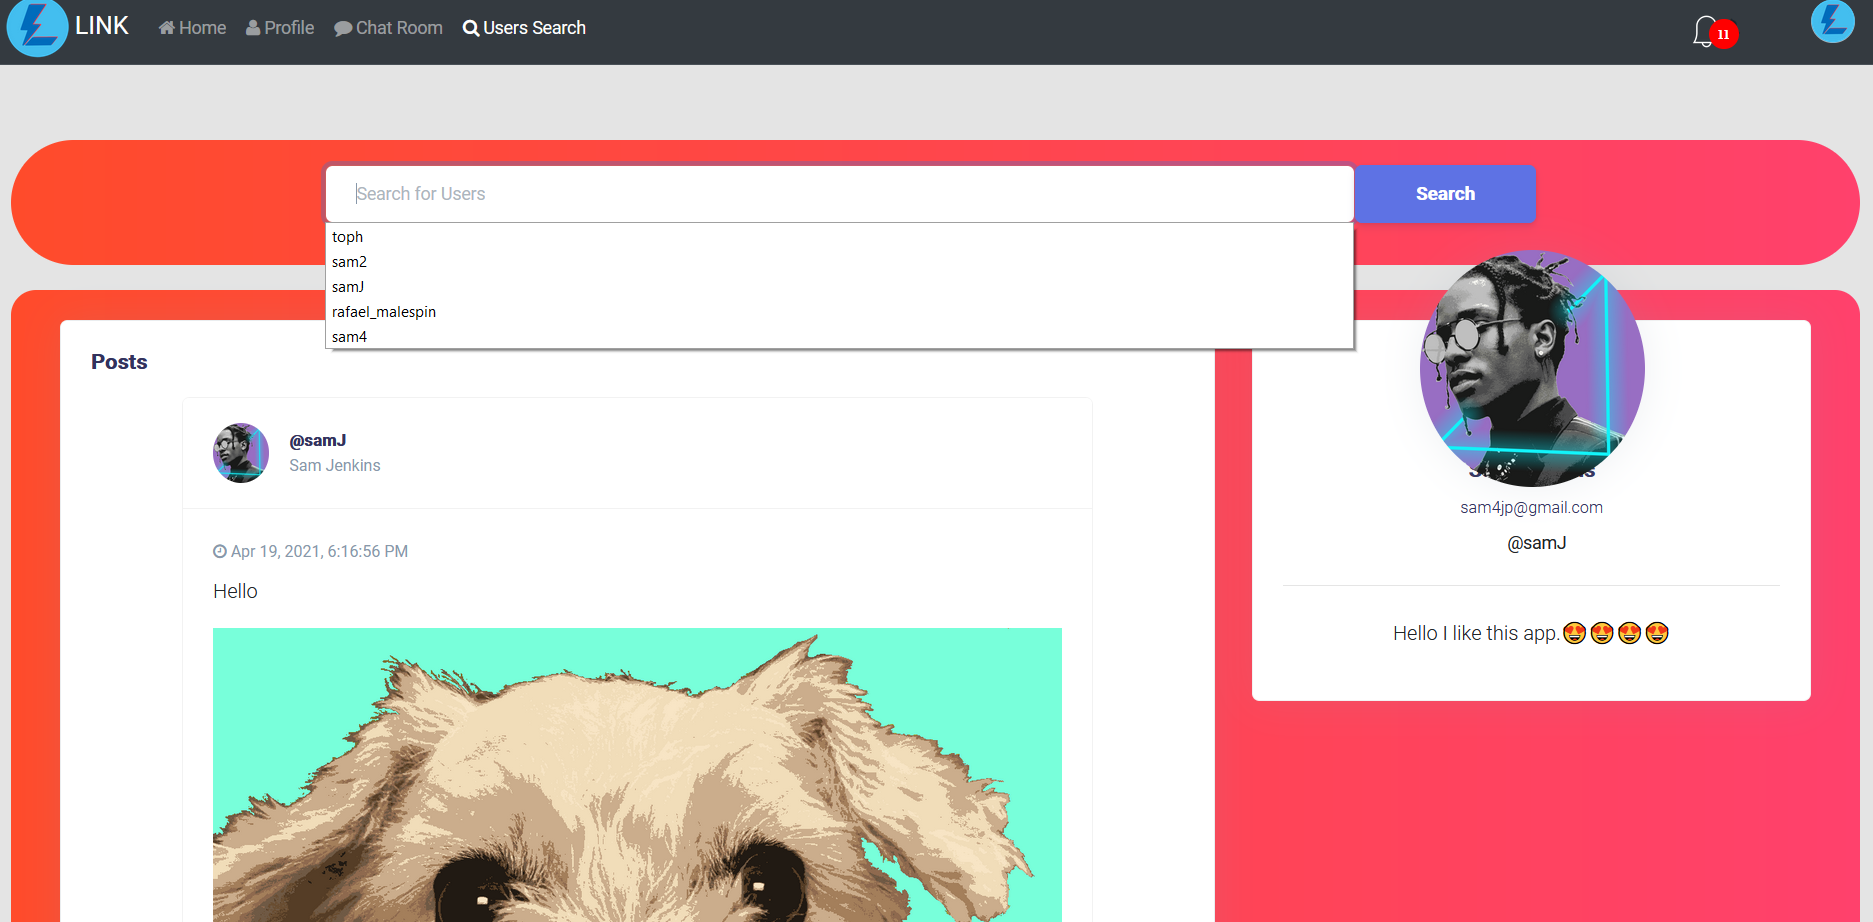 LINK Home Profile Chat Room Users Search 11
Search for Users Search
toph
sam2
samJ
rafael_malespin
sam4
Posts
@samJ
Sam Jenkins
Apr 19, 2021, 6:16:56 PM
Hello
sam4jp@gmail.com
@samJ
Hello I like this app.😍😍😍😍